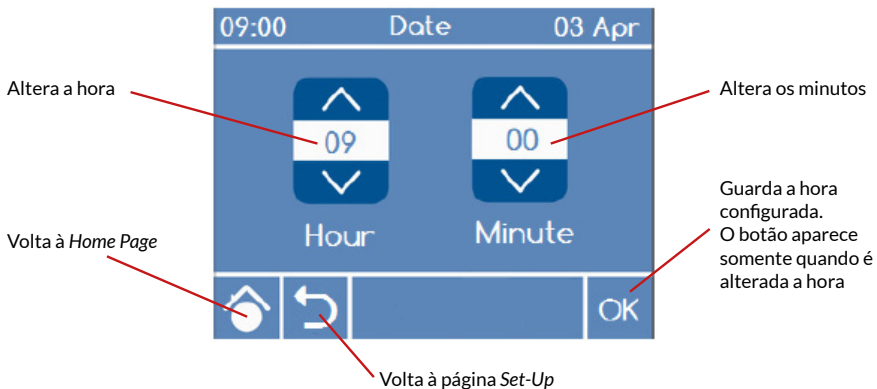 09:00 Date 03 Apr
Altera a hora
Altera os minutos
09
00
Guarda a hora
configurada.
O botão aparece
somente quando é
alterada a hora
Hour
Minute
Volta à Home Page
OK
Volta à página Set-Up